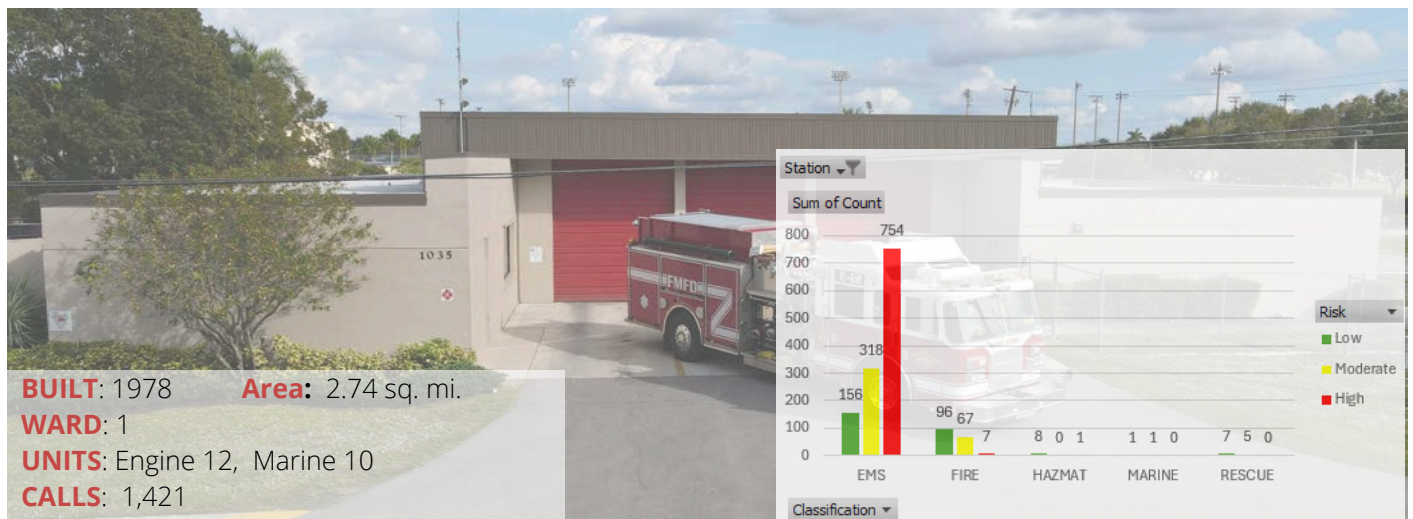 1035
FMFD
E-12
BUILT: 1978 Area: 2.74 sq. mi.
WARD: 1
UNITS: Engine 12, Marine 10
CALLS: 1,421
Station
Sum of Count
800
700
600
500
400
300
200
100
0
156 318 754
96 67 7
8 0 1
1 1 0
7 5 0
EMS FIRE HAZMAT MARINE RESCUE
Risk
Low
Moderate
High
Classification